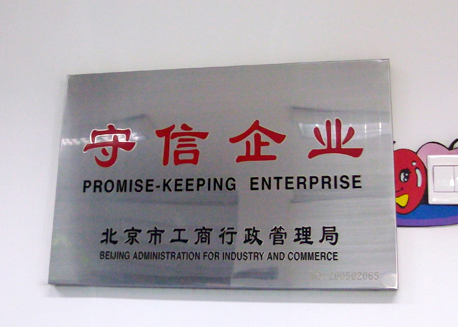 守信企业
PROMISE-KEEPING ENTERPRISE
北京市工商行政管理局
BEIJING ADMINISTRATION FOR INDUSTRY AND COMMERCE
200502065